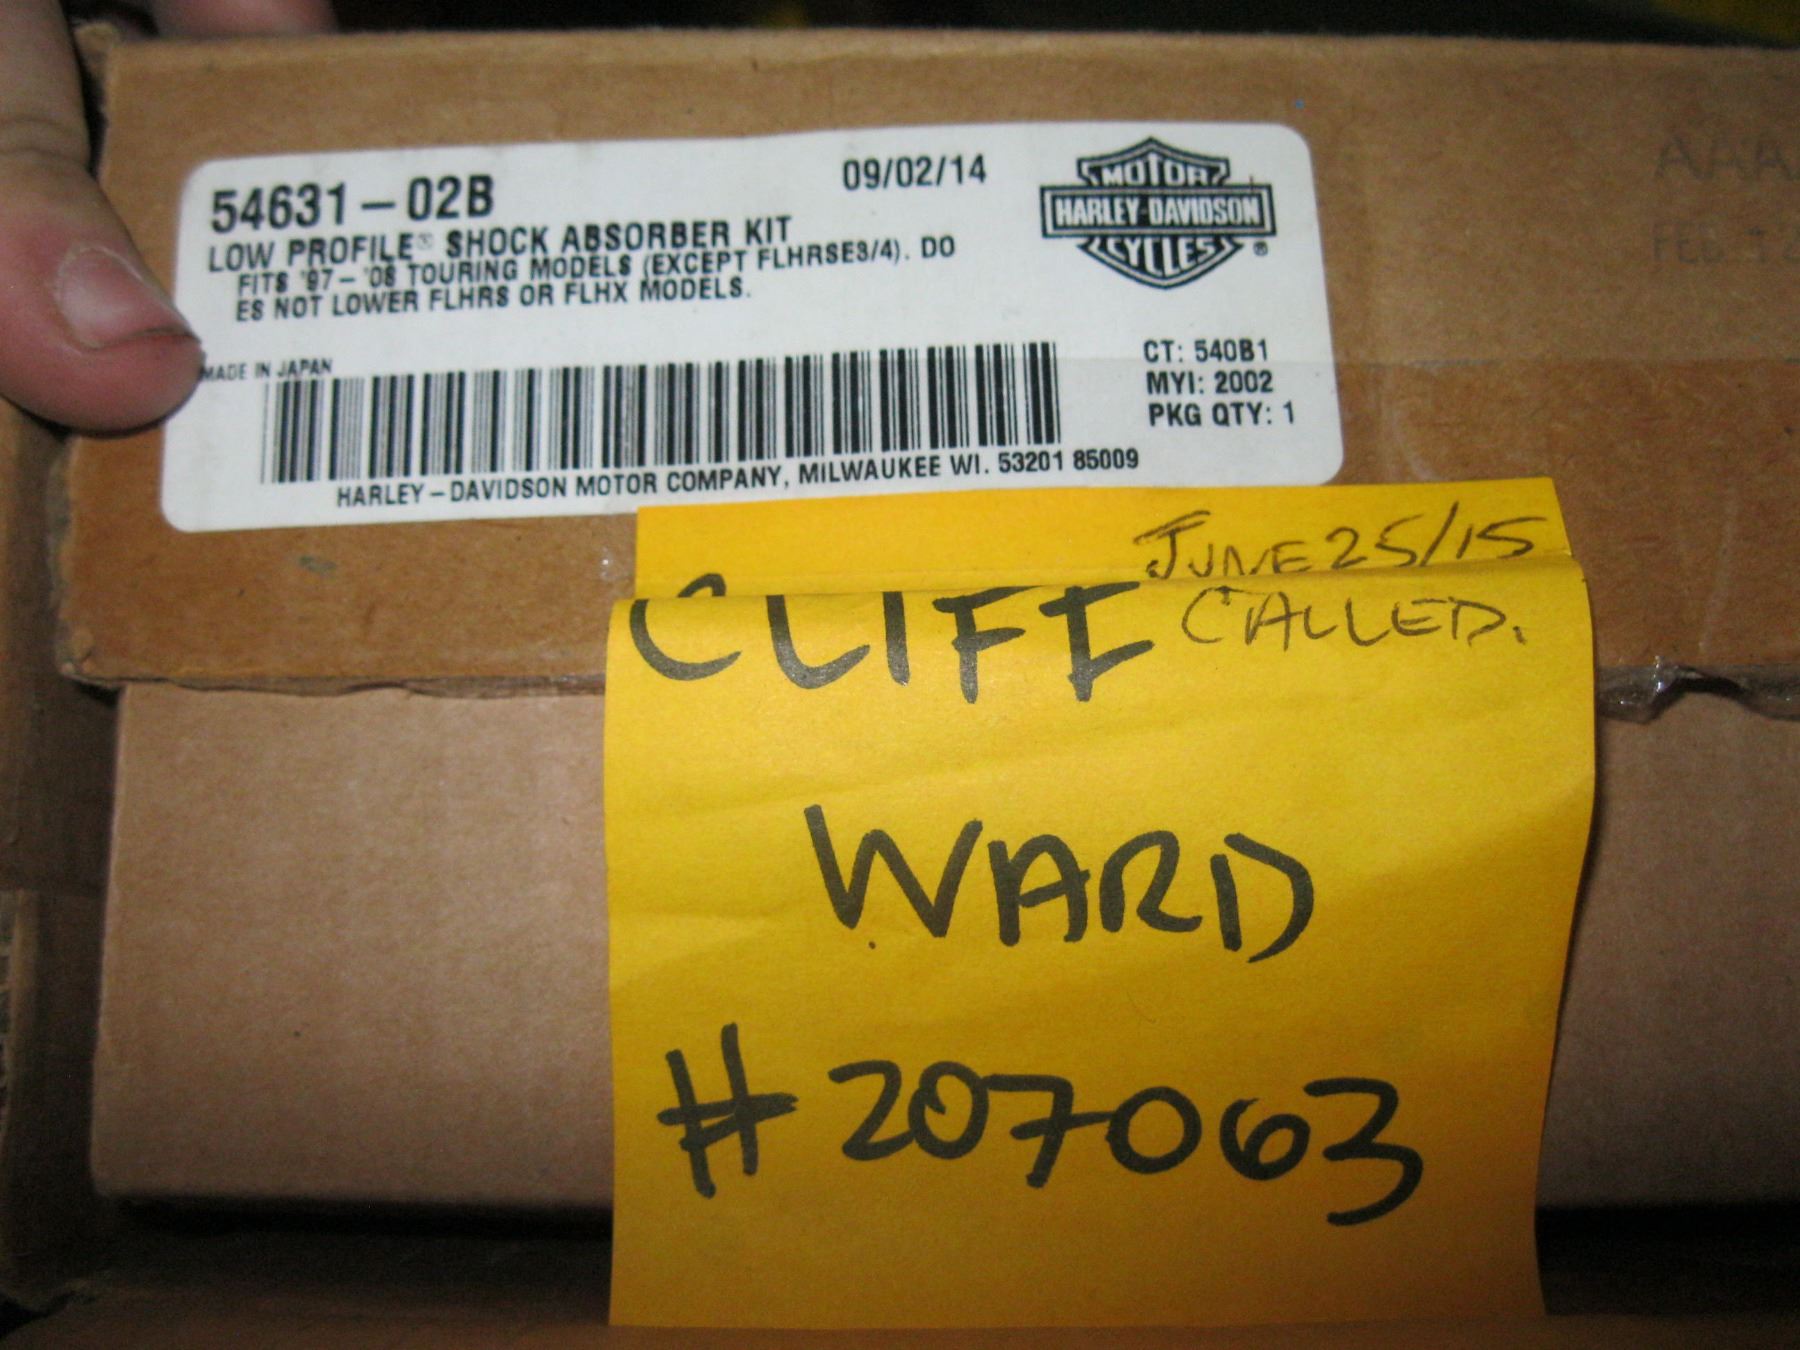 54631-02B
09/02/14
LOW PROFILE® SHOCK ABSORBER KIT
FITS '97-'08 TOURING MODELS (EXCEPT FLHRSE3/4). DO
ES NOT LOWER FLHRS OR FLHX MODELS.
MOTOR
HARLEY-DAVIDSON
CYCLES ®
MADE IN JAPAN
CT: 540B1
MYI: 2002
PKG QTY: 1
HARLEY-DAVIDSON MOTOR COMPANY, MILWAUKEE WI. 53201 85009
JUNE 25/15
CALLED.
CLIFF
WARD
#207063